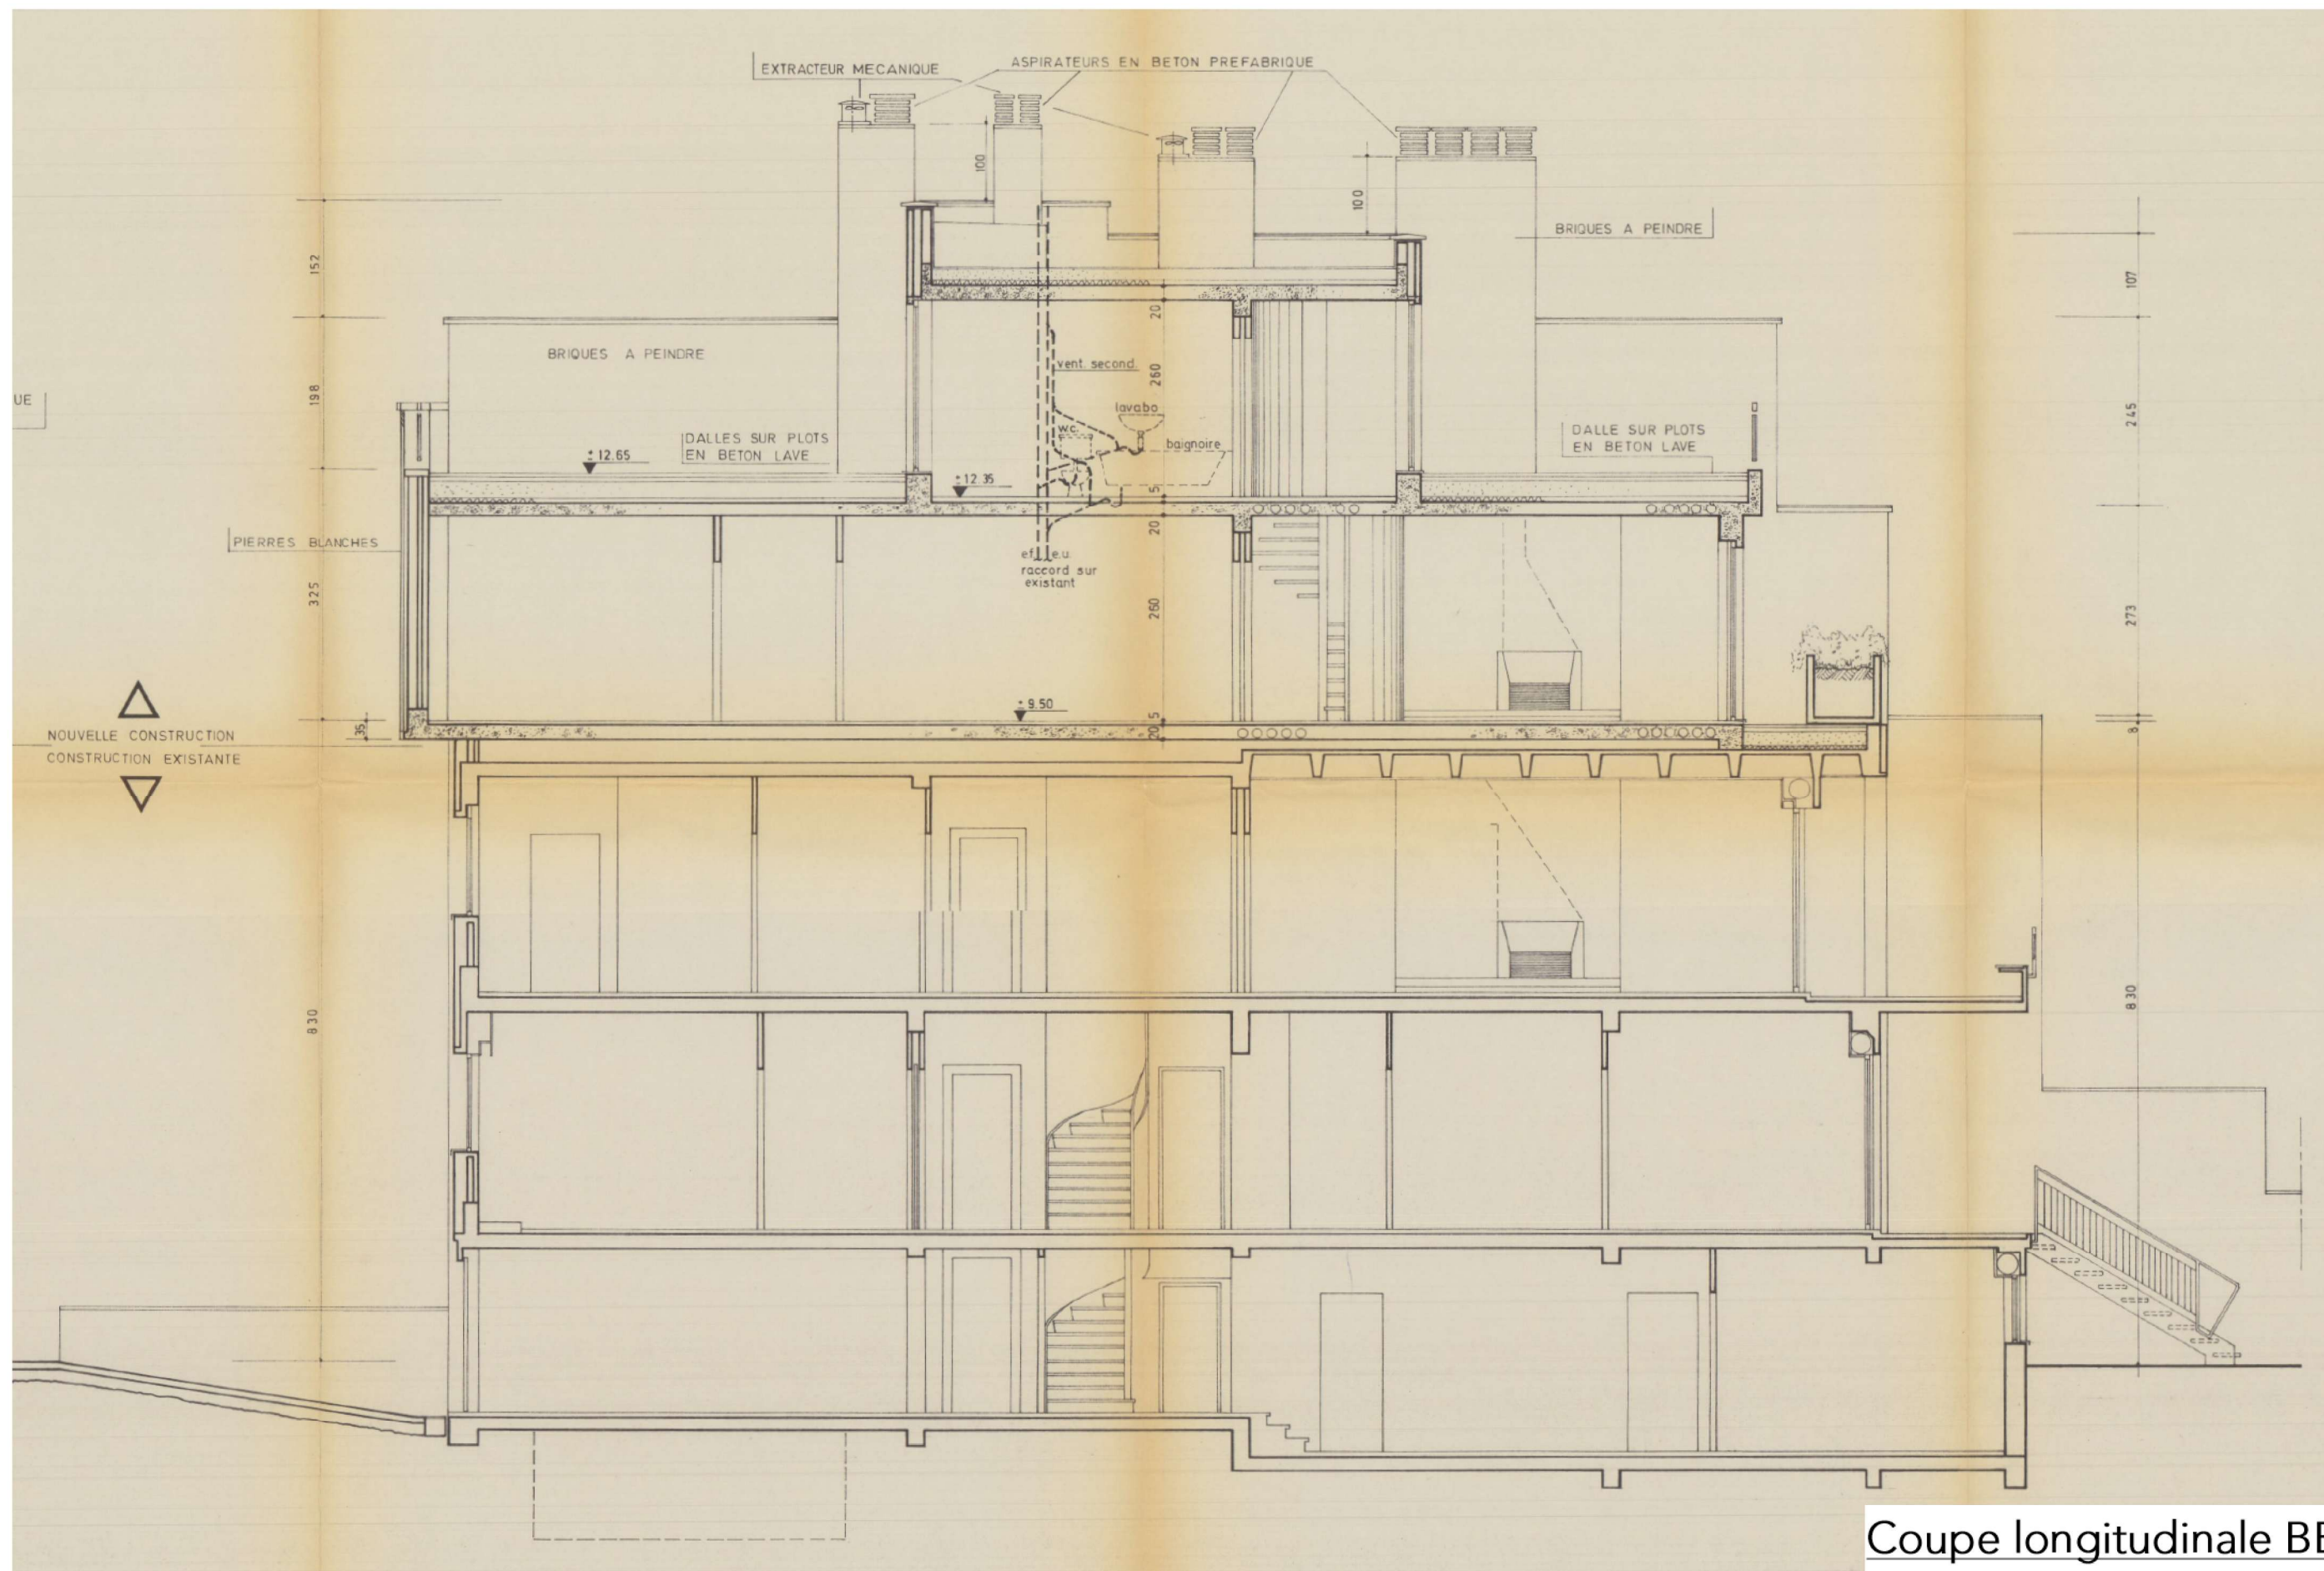 EXTRACTEUR MECANIQUE
ASPIRATEURS EN BETON PREFABRIQUE
100
100
BRIQUES A PEINDRE
152
107
20
BRIQUES A PEINDRE
vent. second.
260
198
UE
lavabo
245
w.c.
DALLES SUR PLOTS
EN BETON LAVE
baignoire
DALLE SUR PLOTS
EN BETON LAVE
± 12.65
± 12.35
5
20
PIERRES BLANCHES
ef. e.u.
raccord sur
existant
325
260
273
± 9.50
5
20
35
8
NOUVELLE CONSTRUCTION
CONSTRUCTION EXISTANTE
830
830
Coupe longitudinale